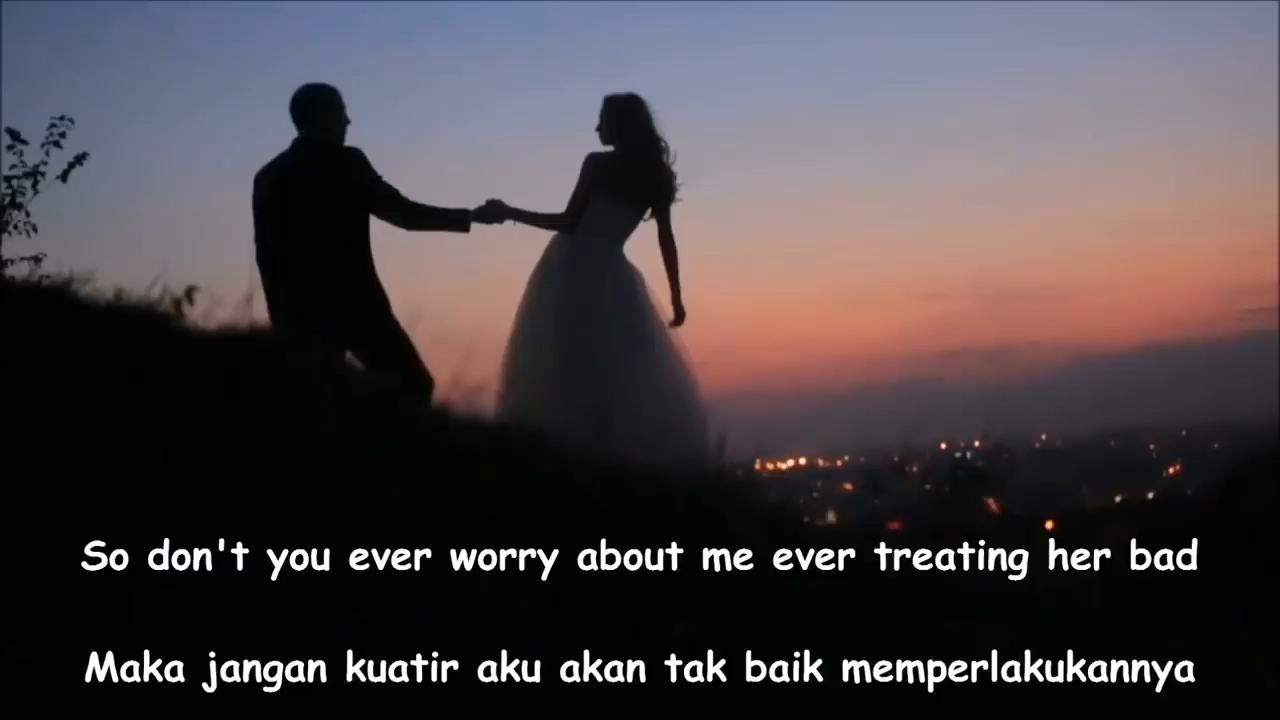 So don't you ever worry about me ever treating her bad
Maka jangan kuatir aku akan tak baik memperlakukannya